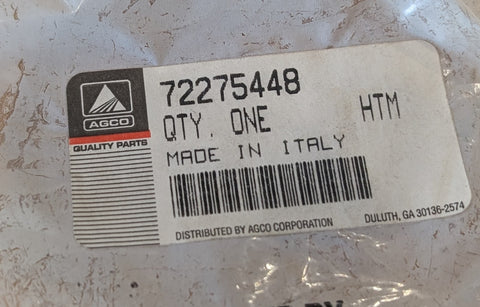 72275448
QTY. ONE HTM
MADE IN ITALY
AGCO
QUALITY PARTS
DISTRIBUTED BY AGCO CORPORATION DULUTH, GA 30136-2574